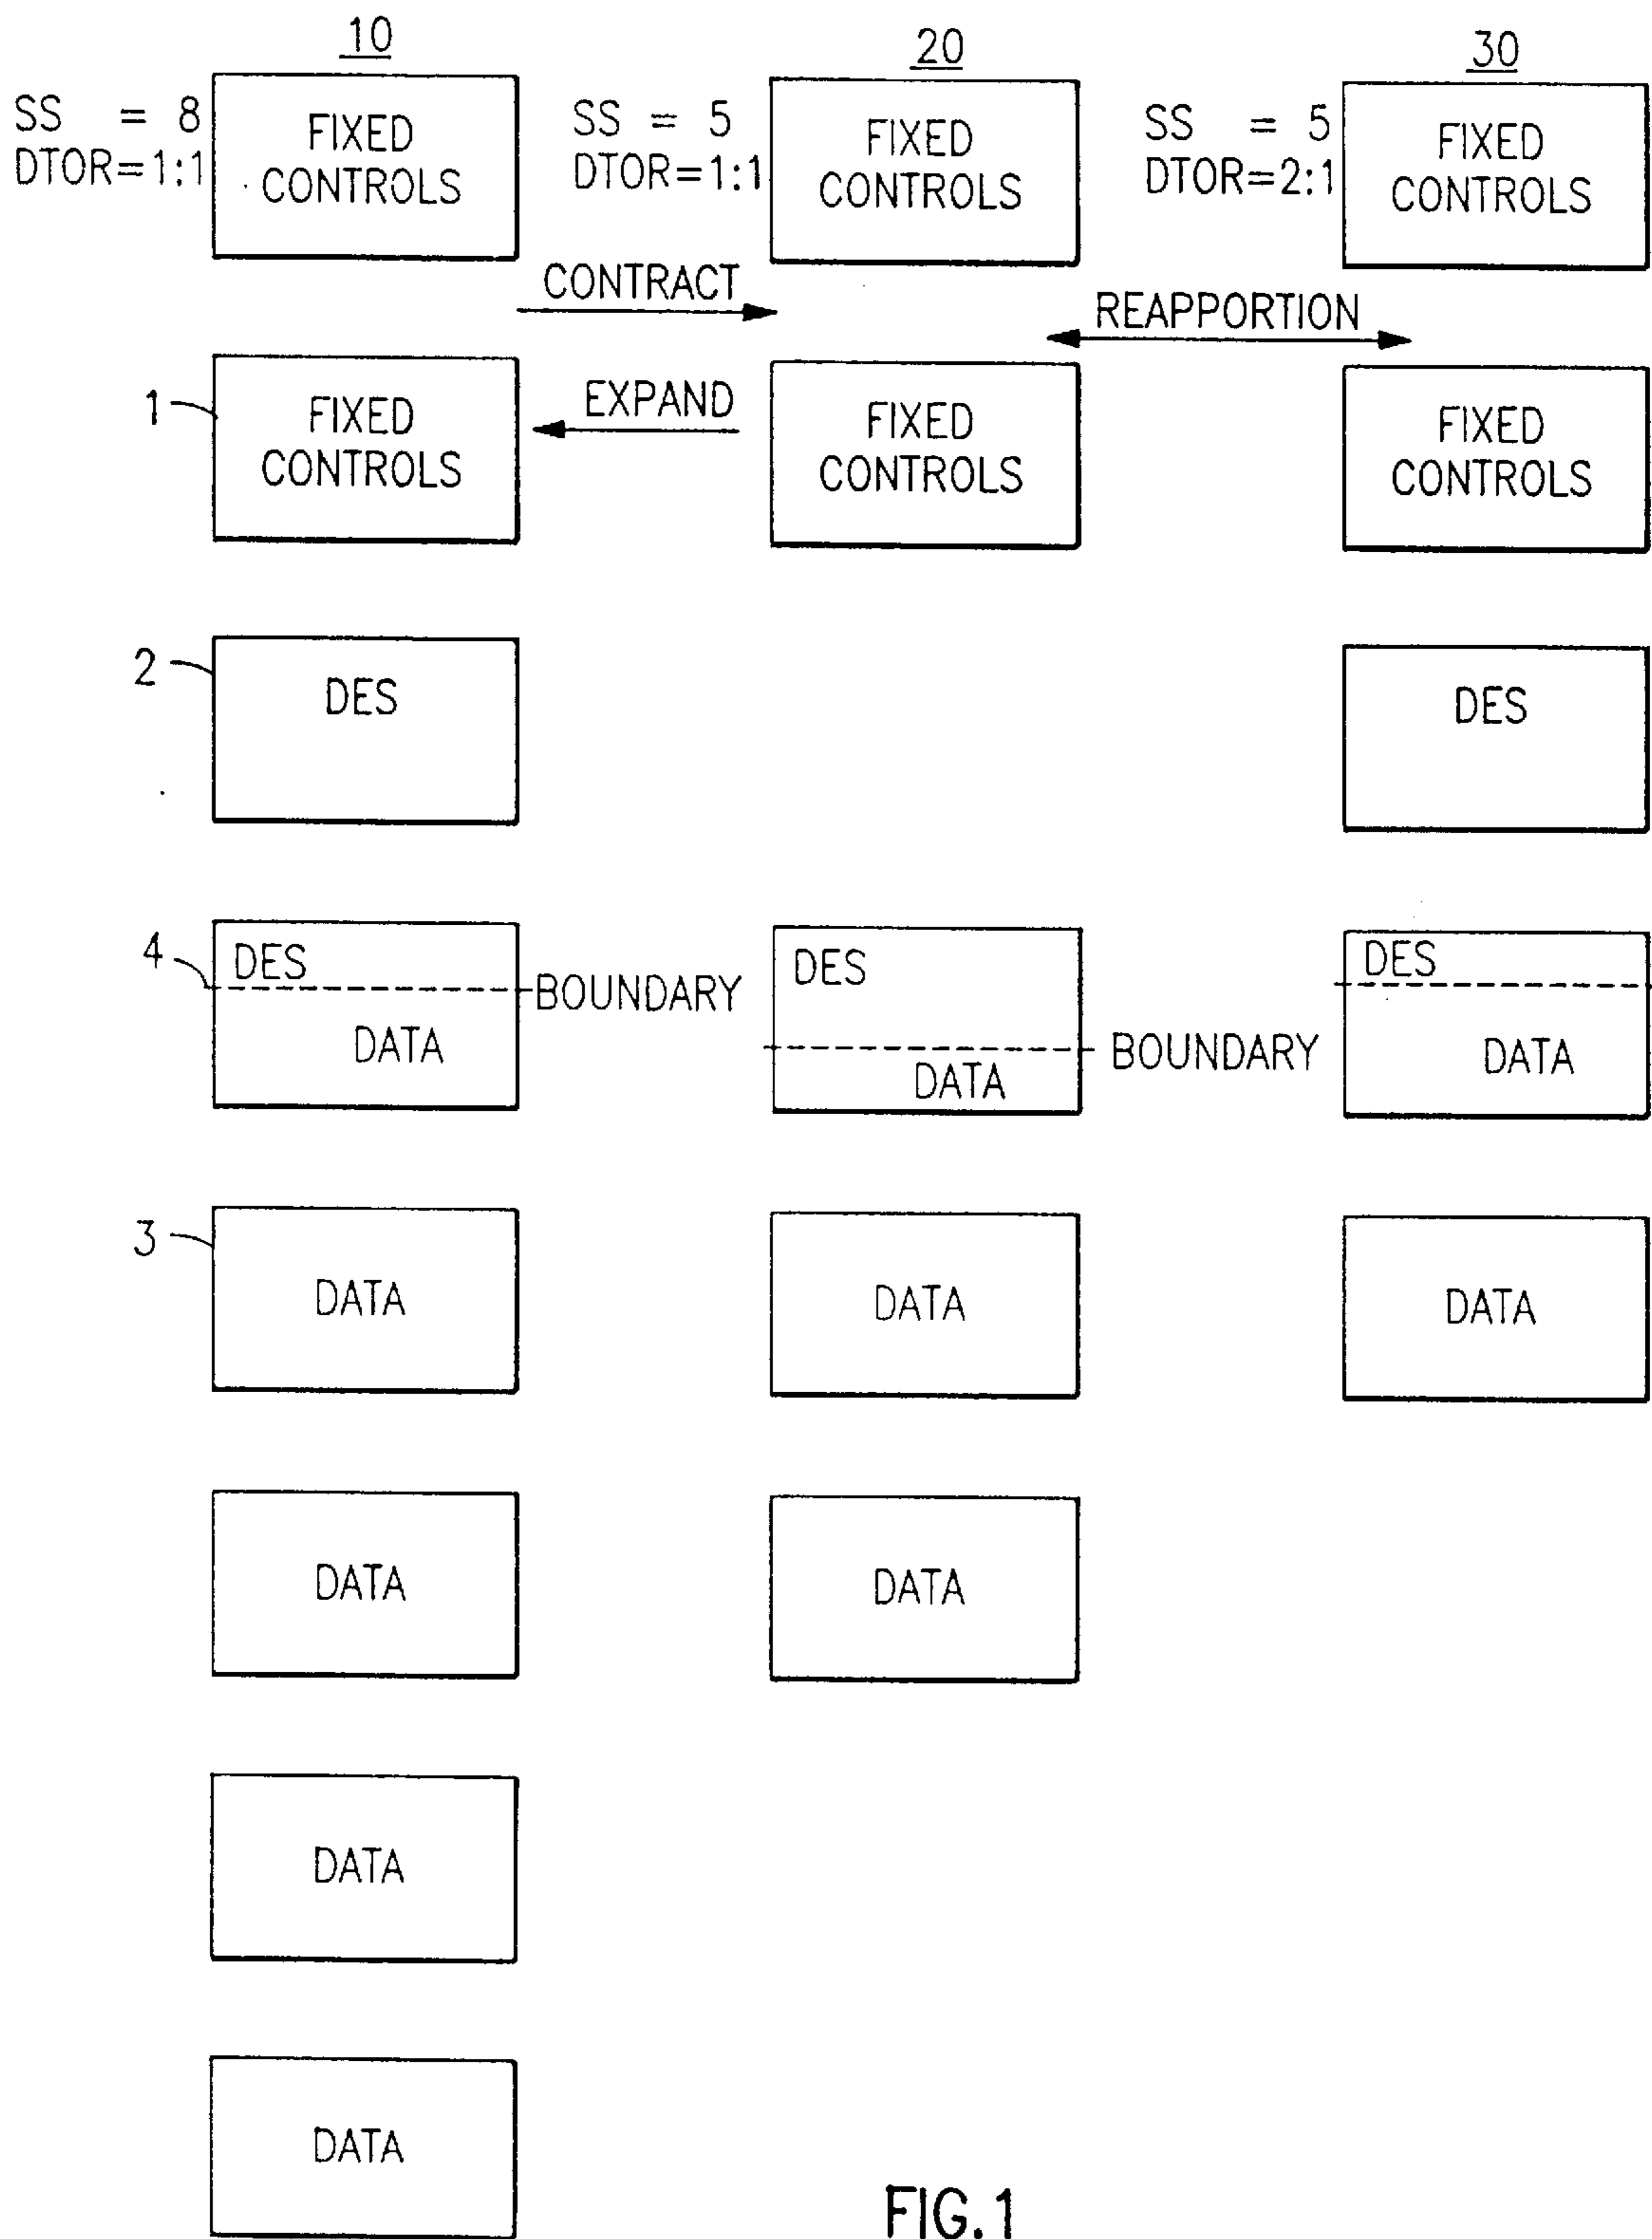 10
20
30
SS = 8
DTOR=1:1
FIXED
CONTROLS
SS = 5
DTOR=1:1
FIXED
CONTROLS
SS = 5
DTOR=2:1
FIXED
CONTROLS
CONTRACT
REAPPORTION
1
FIXED
CONTROLS
EXPAND
FIXED
CONTROLS
FIXED
CONTROLS
2
DES
DES
4
DES
BOUNDARY
DATA
DES
BOUNDARY
DATA
DES
DATA
3
DATA
DATA
DATA
DATA
DATA
DATA
DATA
FIG.1